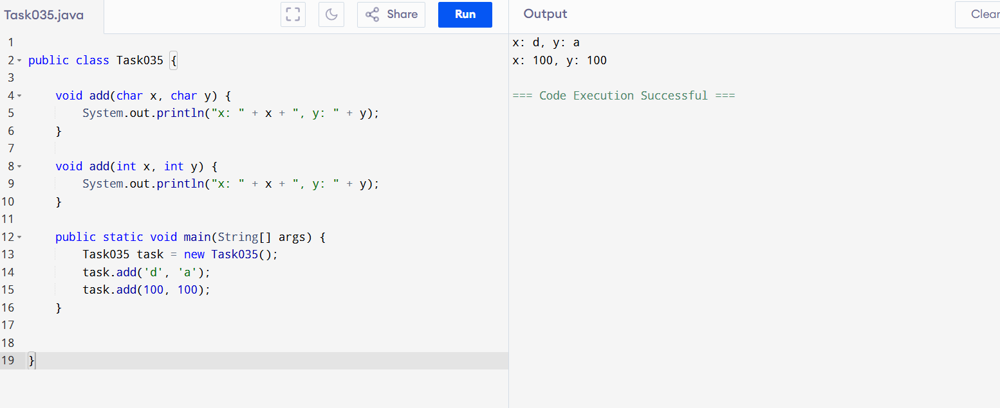 Task035.java
Share
Run
Output
Clear
1
2 public class Task035 {
3
4     void add(char x, char y) {
5         System.out.println("x: " + x + ", y: " + y);
6     }
7
8     void add(int x, int y) {
9         System.out.println("x: " + x + ", y: " + y);
10     }
11
12     public static void main(String[] args) {
13         Task035 task = new Task035();
14         task.add('d', 'a');
15         task.add(100, 100);
16     }
17
18
19 }
x: d, y: a
x: 100, y: 100
=== Code Execution Successful ===